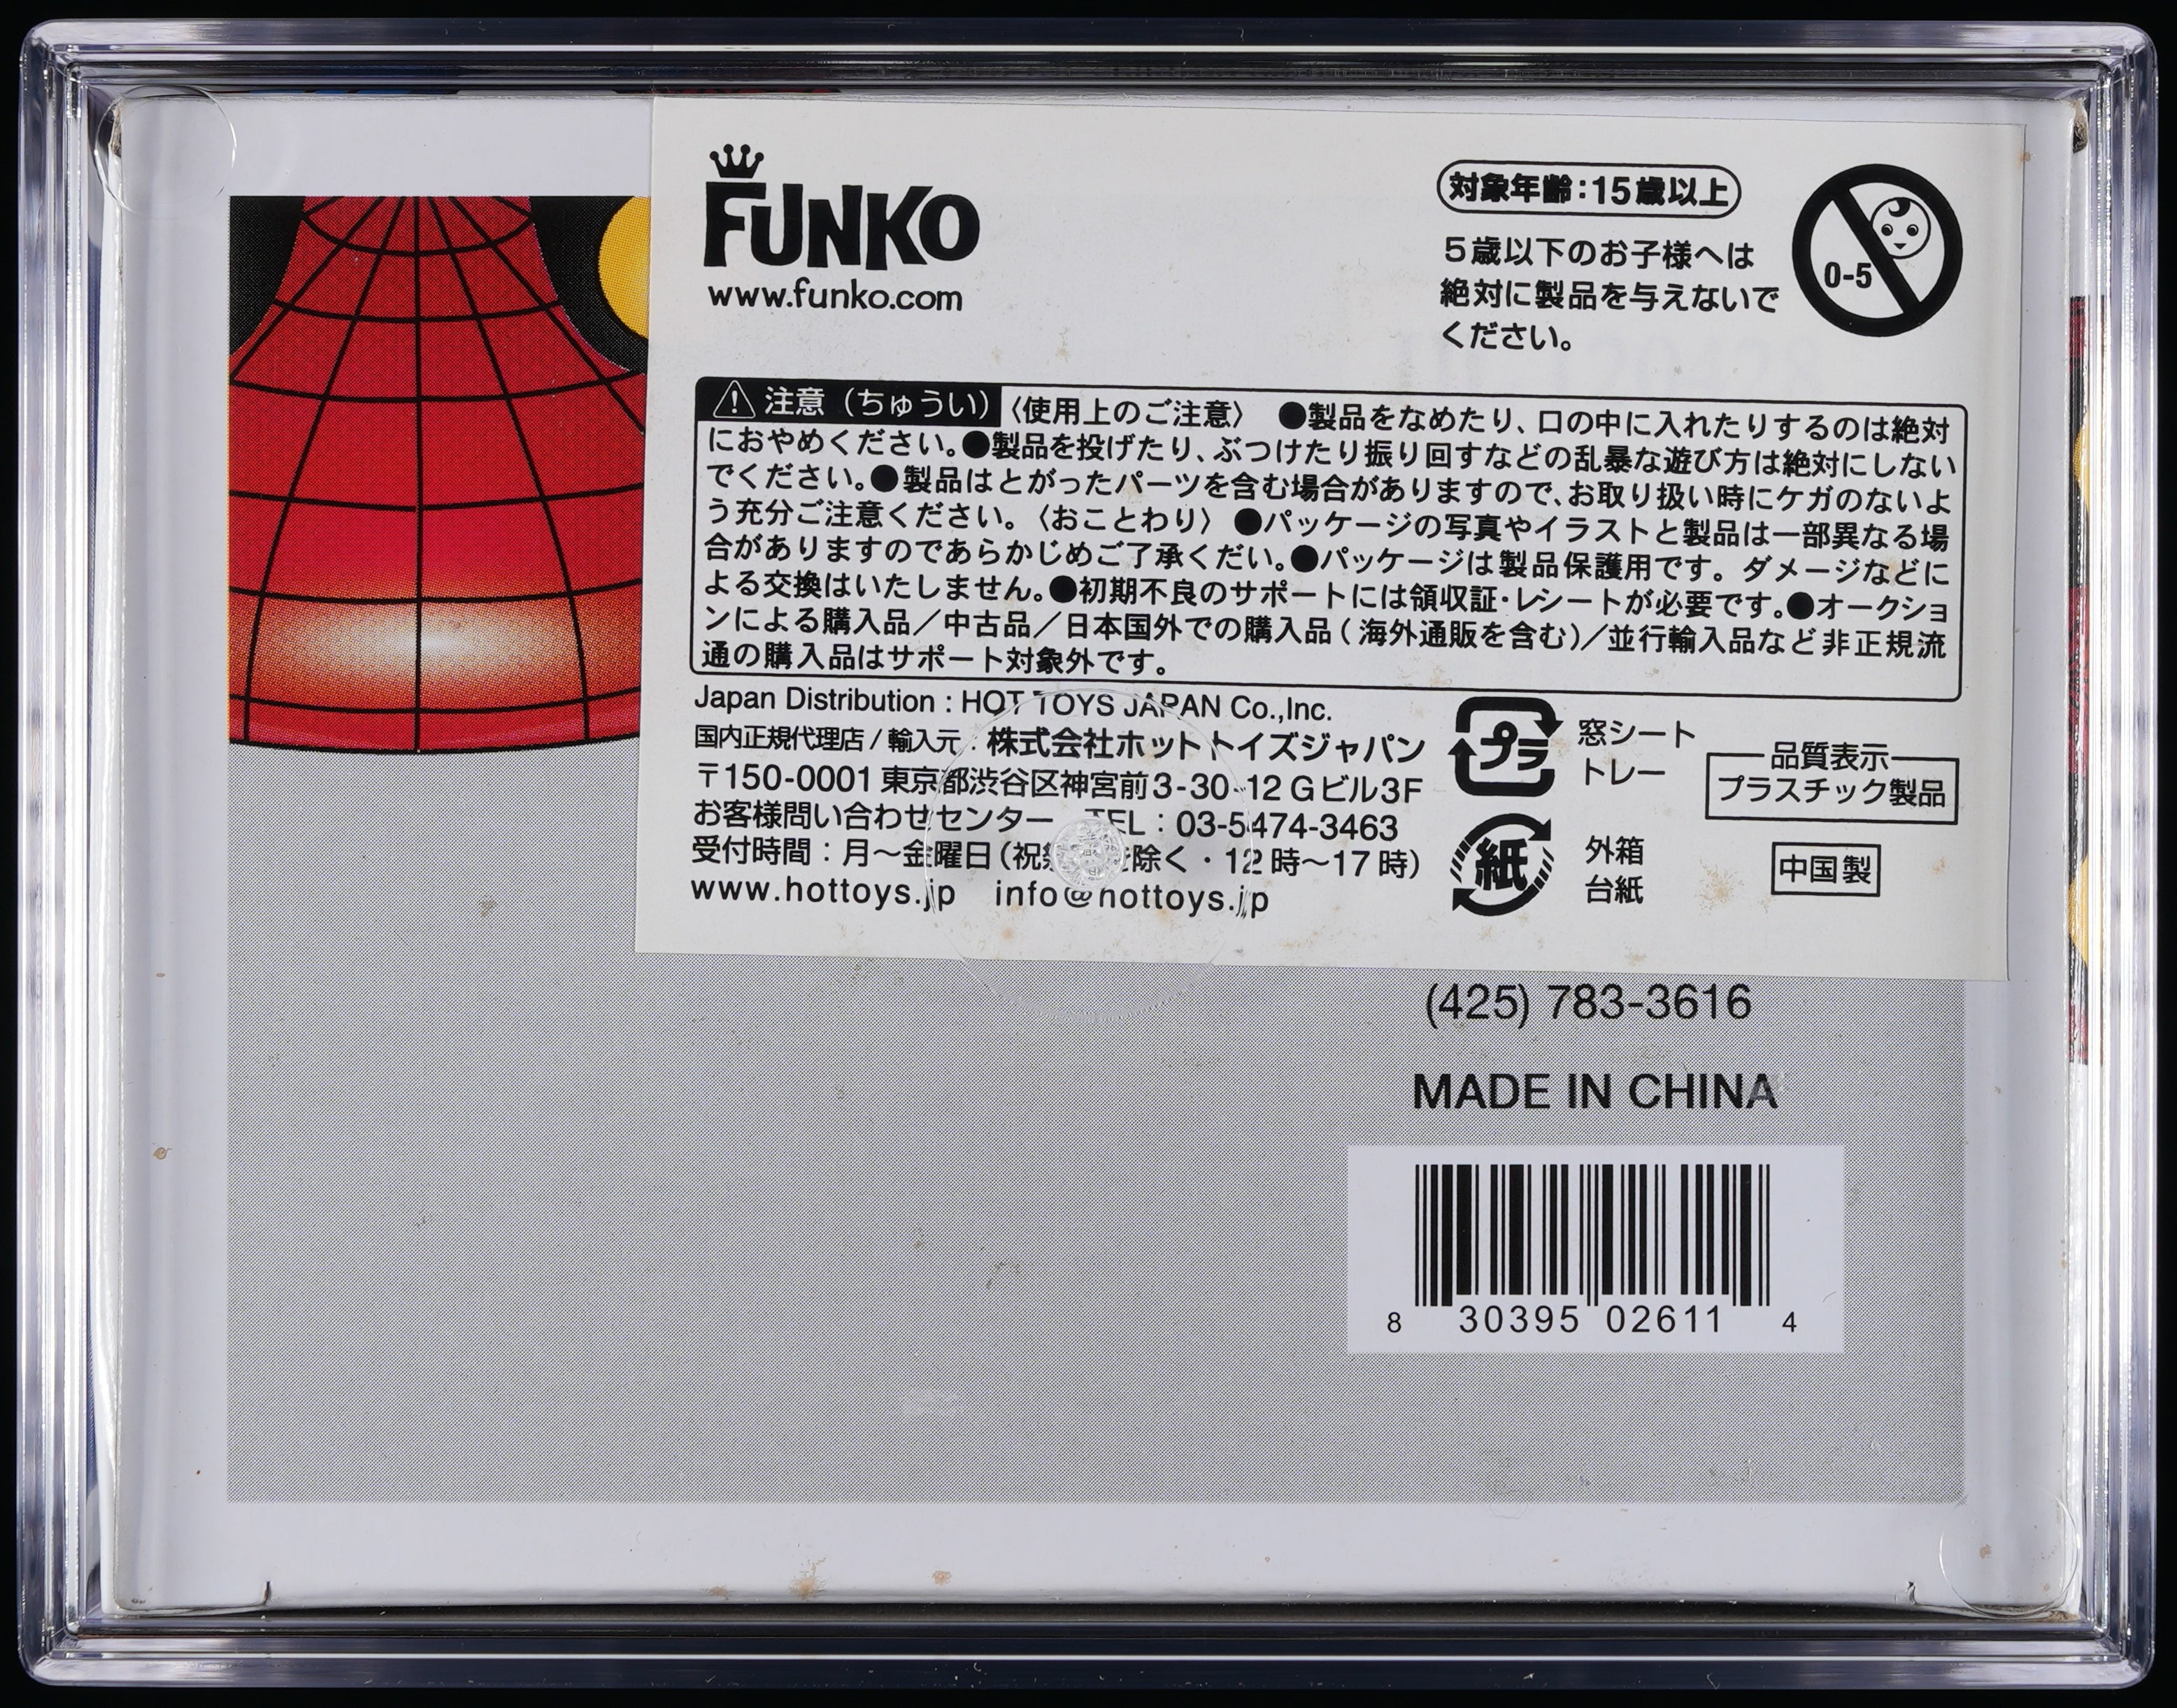 FUNKO
www.funko.com
対象年齢:15歳以上
5歳以下のお子様へは
絶対に製品を与えないで
ください。
0-5
注意（ちゅうい）〈使用上のご注意〉 ●製品をなめたり、口の中に入れたりするのは絶対
におやめください。●製品を投げたり、ぶつけたり振り回すなどの乱暴な遊び方は絶対にしない
でください。●製品はとがったパーツを含む場合がありますので、お取り扱い時にケガのないよ
う充分ご注意ください。〈おことわり〉 ●パッケージの写真やイラストと製品は一部異なる場
合がありますのであらかじめご了承くだい。●パッケージは製品保護用です。ダメージなどに
よる交換はいたしません。●初期不良のサポートには領収証・レシートが必要です。●オークショ
ンによる購入品／中古品／日本国外での購入品(海外通販を含む)／並行輸入品など非正規流
通の購入品はサポート対象外です。
Japan Distribution : HOT TOYS JAPAN Co.,Inc.
国内正規代理店 / 輸入元 : 株式会社ホットトイズジャパン
〒150-0001 東京都渋谷区神宮前3-30-12 Gビル3F
お客様問い合わせセンター TEL : 03-5474-3463
受付時間 : 月～金曜日(祝 を除く・12時～17時)
www.hottoys.jp info@hottoys.jp
プラ
窓シート
トレー
紙
外箱
台紙
品質表示
プラスチック製品
中国製
(425) 783-3616
MADE IN CHINA
8 30395 02611 4